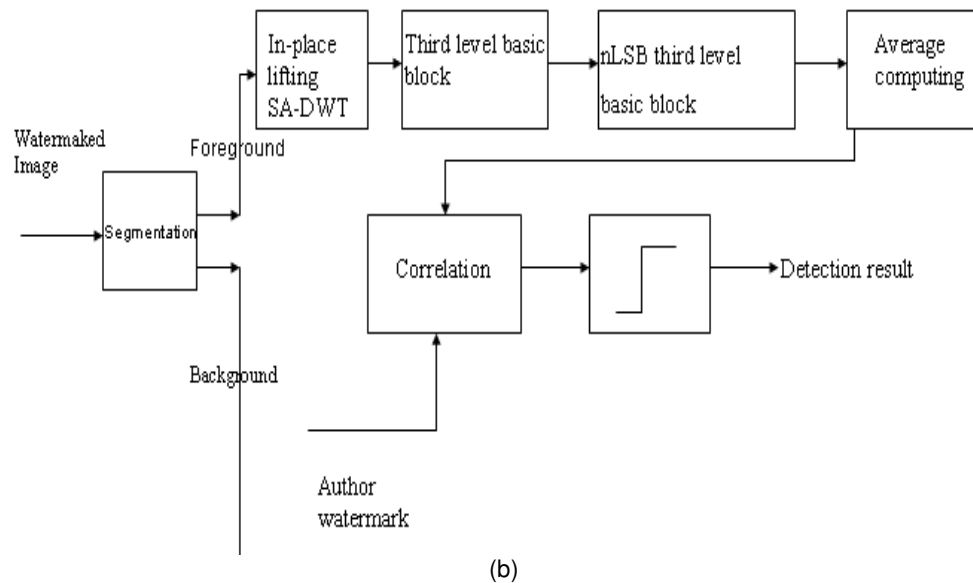 In-place
lifting
SA-DWT
Third level basic
block
nLSB third level
basic block
Average
computing
Watermaked
Image
Foreground
Segmentation
Correlation
Detection result
Background
Author
watermark
(b)